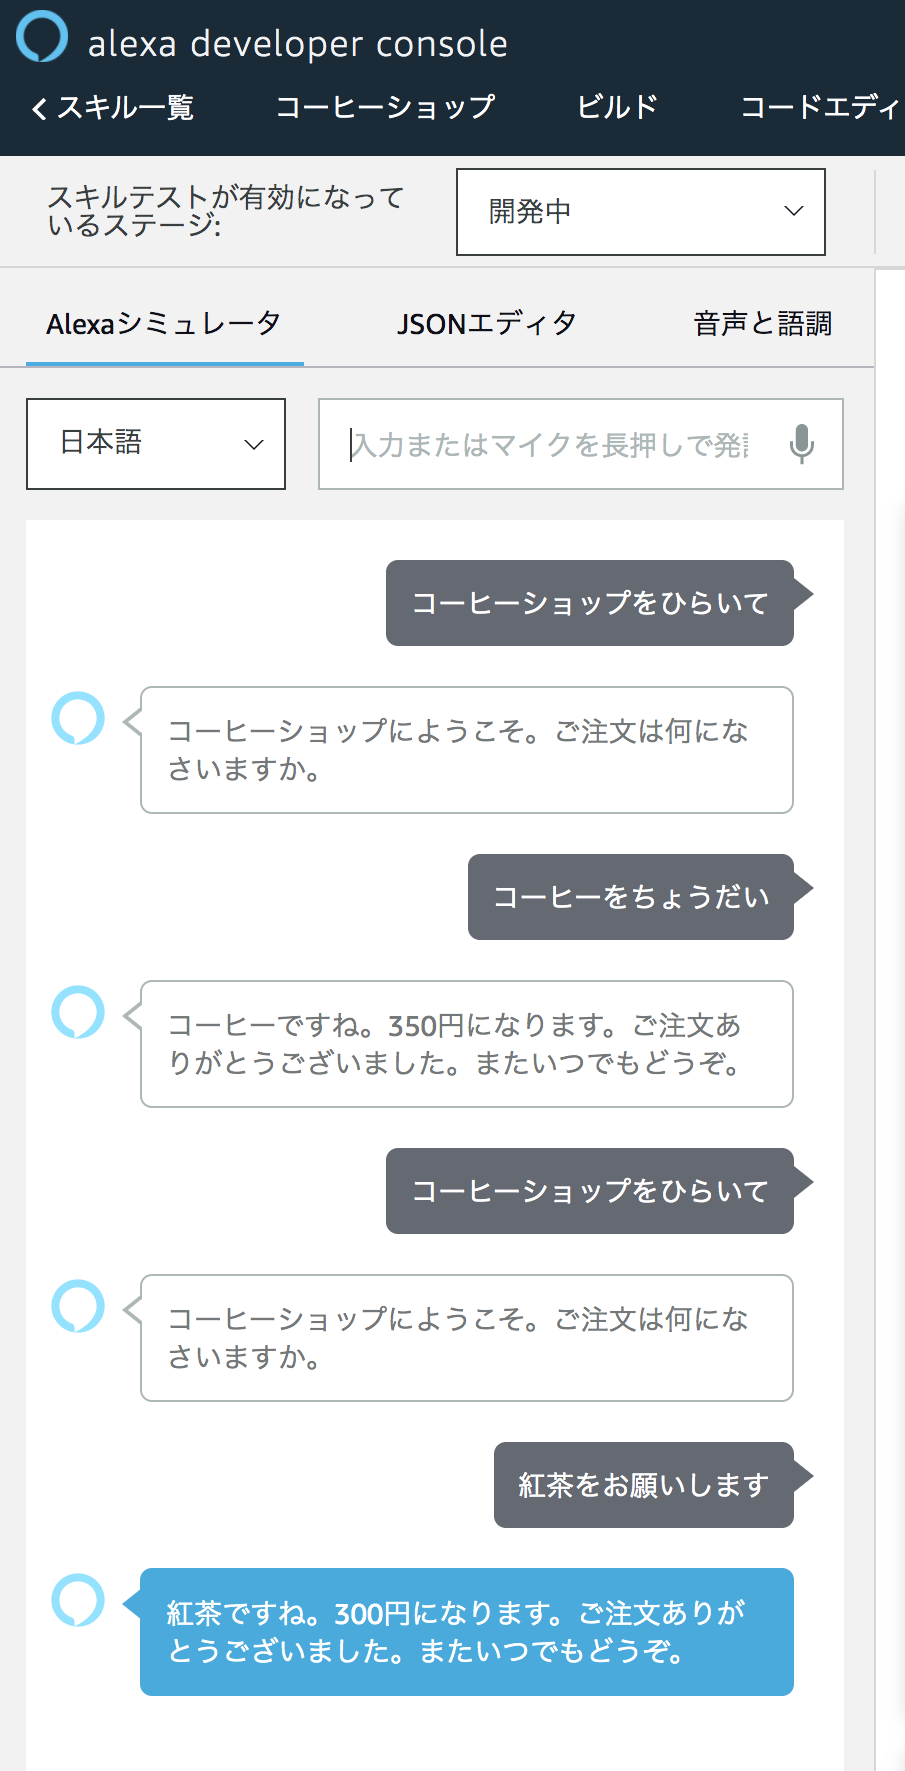 alexa developer console
スキル一覧 コーヒーショップ ビルド コードエディ
スキルテストが有効になって
いるステージ:
開発中
Alexaシミュレータ JSONエディタ 音声と語調
日本語
入力またはマイクを長押しで発
コーヒーショップをひらいて
コーヒーショップにようこそ。ご注文は何にな
さいますか。
コーヒーをちょうだい
コーヒーですね。350円になります。ご注文あ
りがとうございました。またいつでもどうぞ。
コーヒーショップをひらいて
コーヒーショップにようこそ。ご注文は何にな
さいますか。
紅茶をお願いします
紅茶ですね。300円になります。ご注文ありが
とうございました。またいつでもどうぞ。